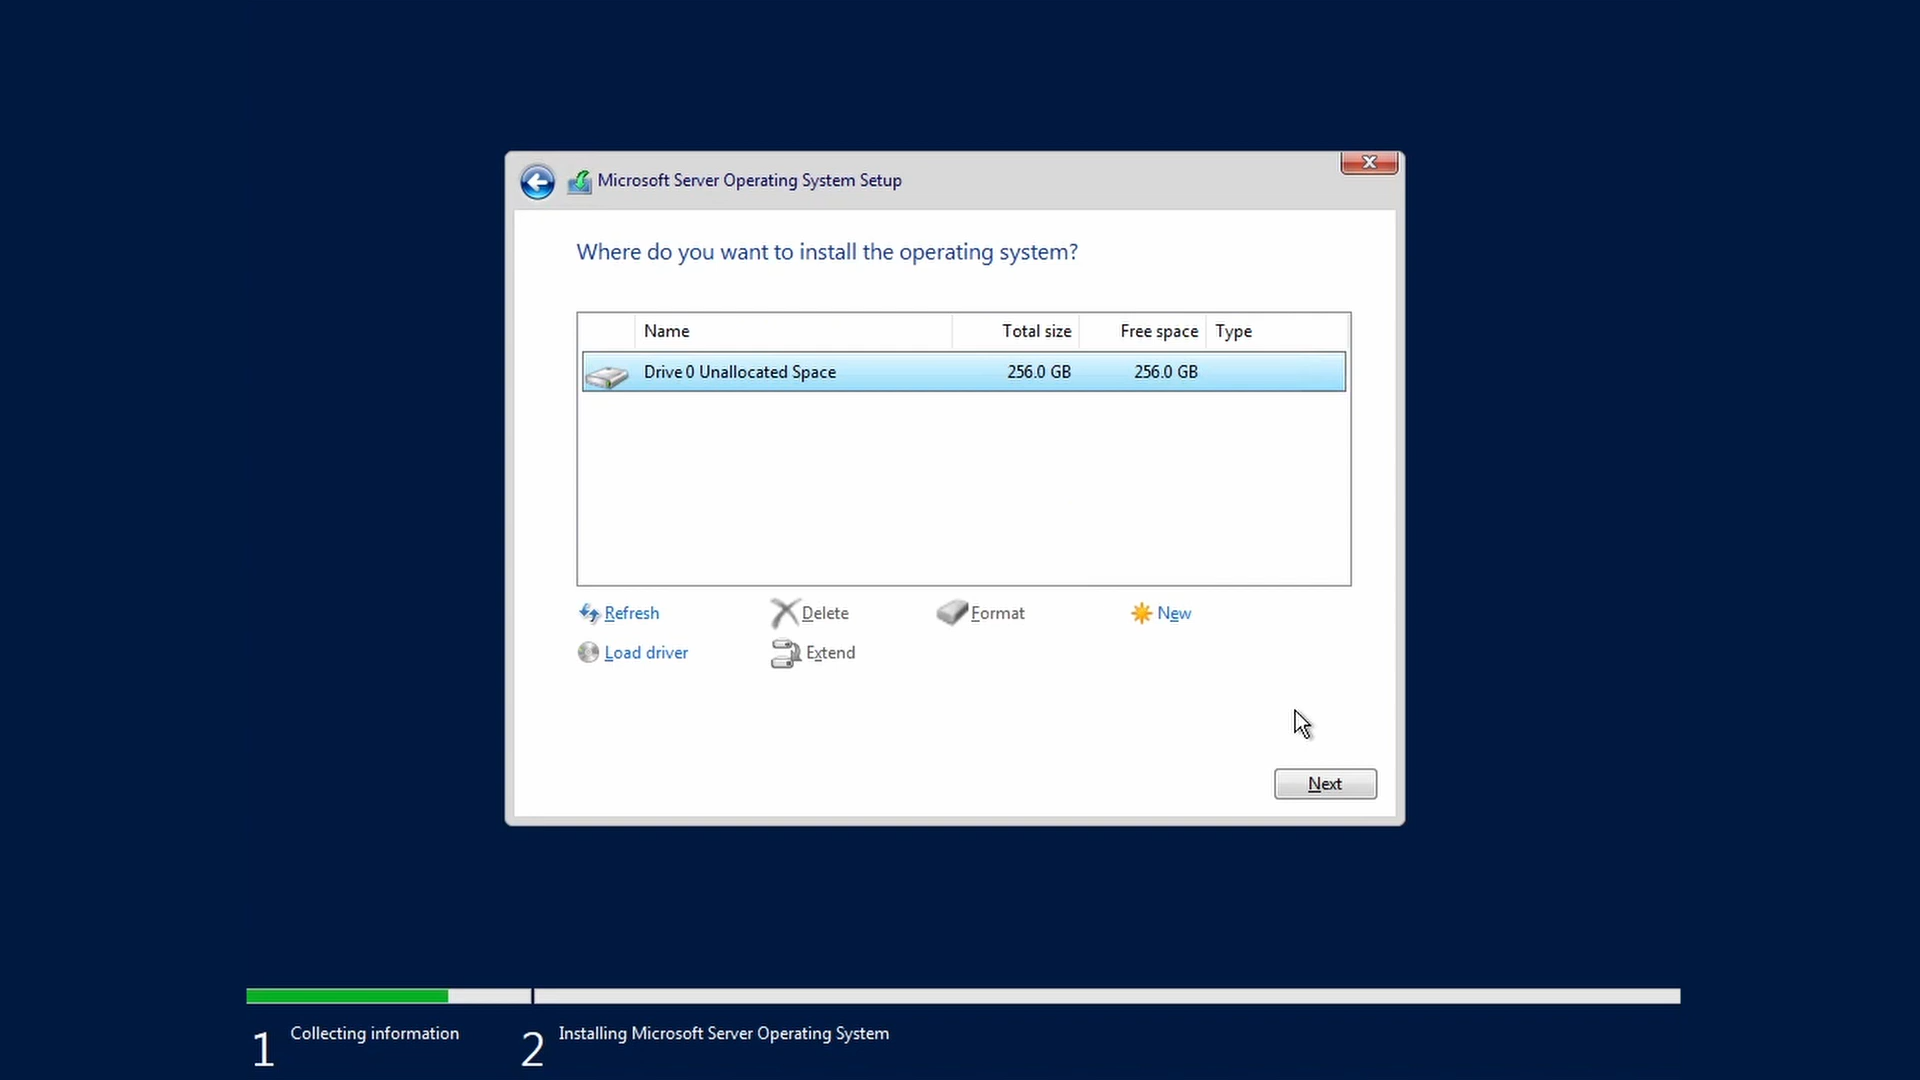 Microsoft Server Operating System Setup
Where do you want to install the operating system?
Name Total size Free space Type
Drive 0 Unallocated Space 256.0 GB 256.0 GB
Refresh Delete Format New
Load driver Extend
Next
1 Collecting information 2 Installing Microsoft Server Operating System